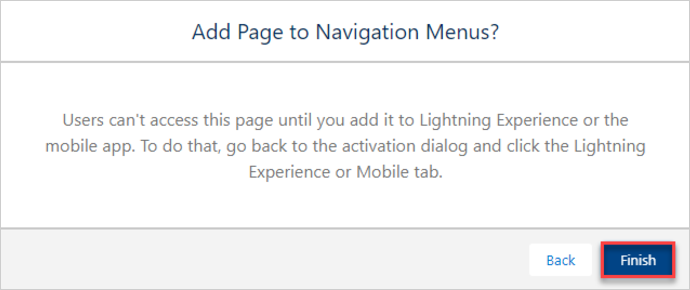 Add Page to Navigation Menus?
Users can't access this page until you add it to Lightning Experience or the
mobile app. To do that, go back to the activation dialog and click the Lightning
Experience or Mobile tab.
Back Finish